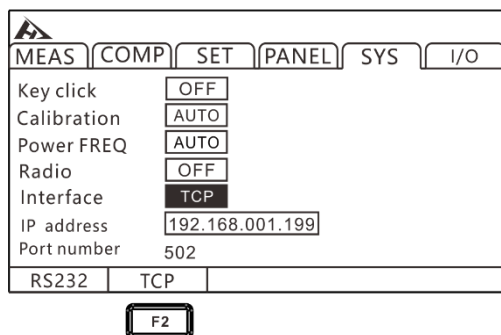 MEAS COMP SET PANEL SYS I/O
Key click OFF
Calibration AUTO
Power FREQ AUTO
Radio OFF
Interface TCP
IP address 192.168.001.199
Port number 502
RS232 TCP
F2